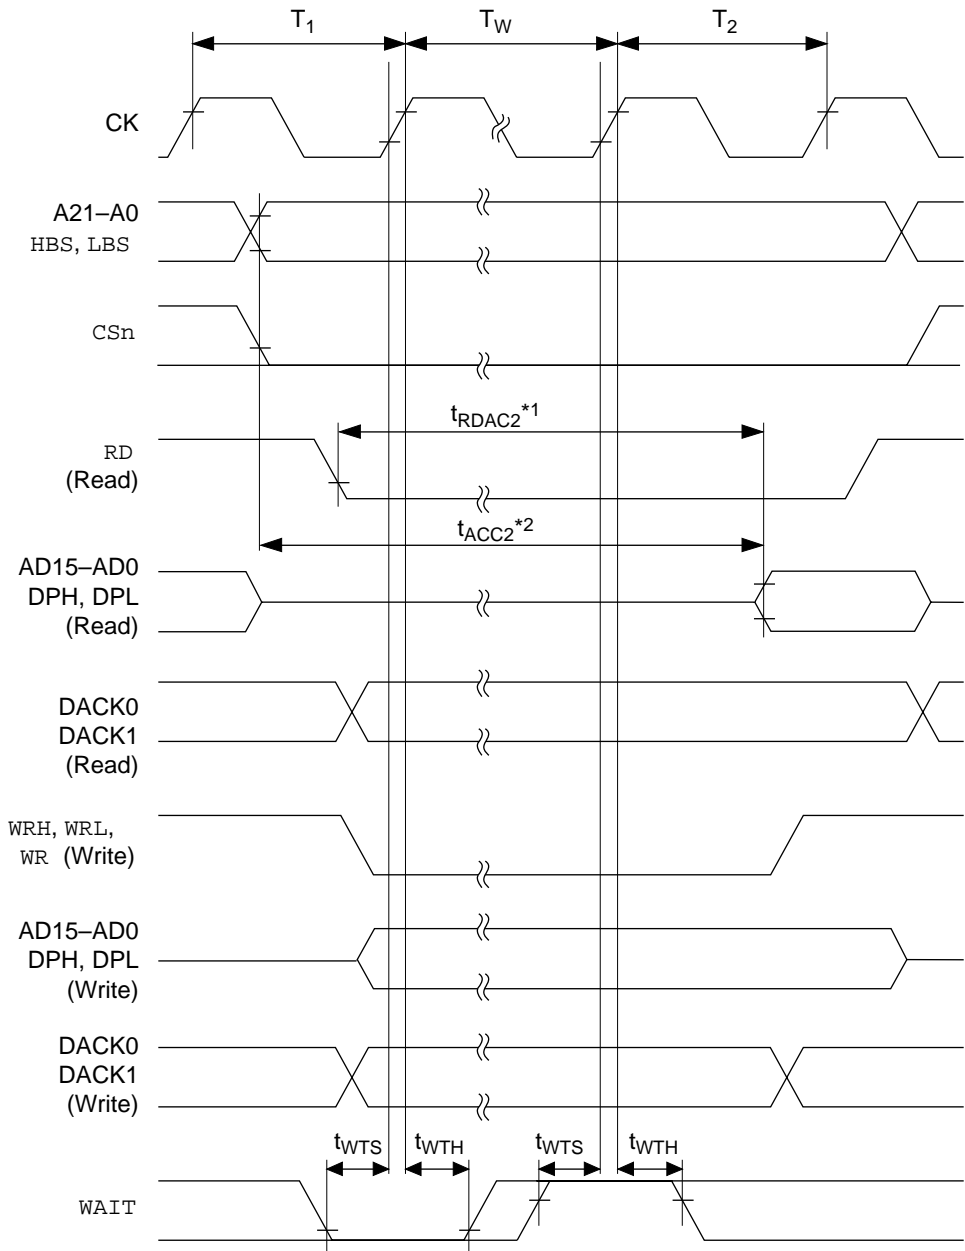 T1 TW T2
CK
A21–A0
HBS, LBS
CSn
tRDAC2*1
RD
(Read)
tACC2*2
AD15–AD0
DPH, DPL
(Read)
DACK0
DACK1
(Read)
WRH, WRL,
WR (Write)
AD15–AD0
DPH, DPL
(Write)
DACK0
DACK1
(Write)
tWTS tWTH tWTS tWTH
WAIT